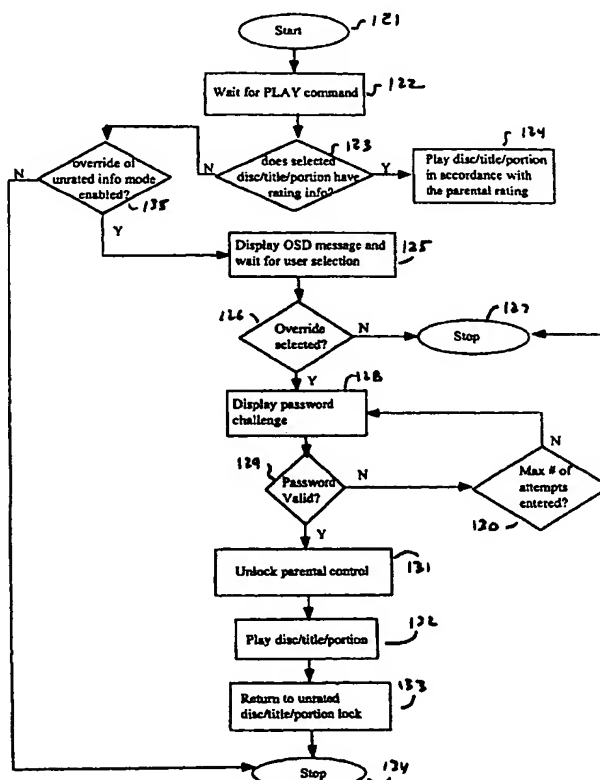 Start
121
Wait for PLAY command
122
123
does selected
disc/title/portion have
rating info?
N
Y
124
Play disc/title/portion
in accordance with
the parental rating
override of
unrated info mode
enabled?
N
135
Y
Display OSD message and
wait for user selection
125
126
Override
selected?
N
127
Stop
Y
128
Display password
challenge
N
129
Password
Valid?
N
Max # of
attempts
entered?
130
Y
Unlock parental control
131
Play disc/title/portion
132
Return to unrated
disc/title/portion lock
133
Stop
134